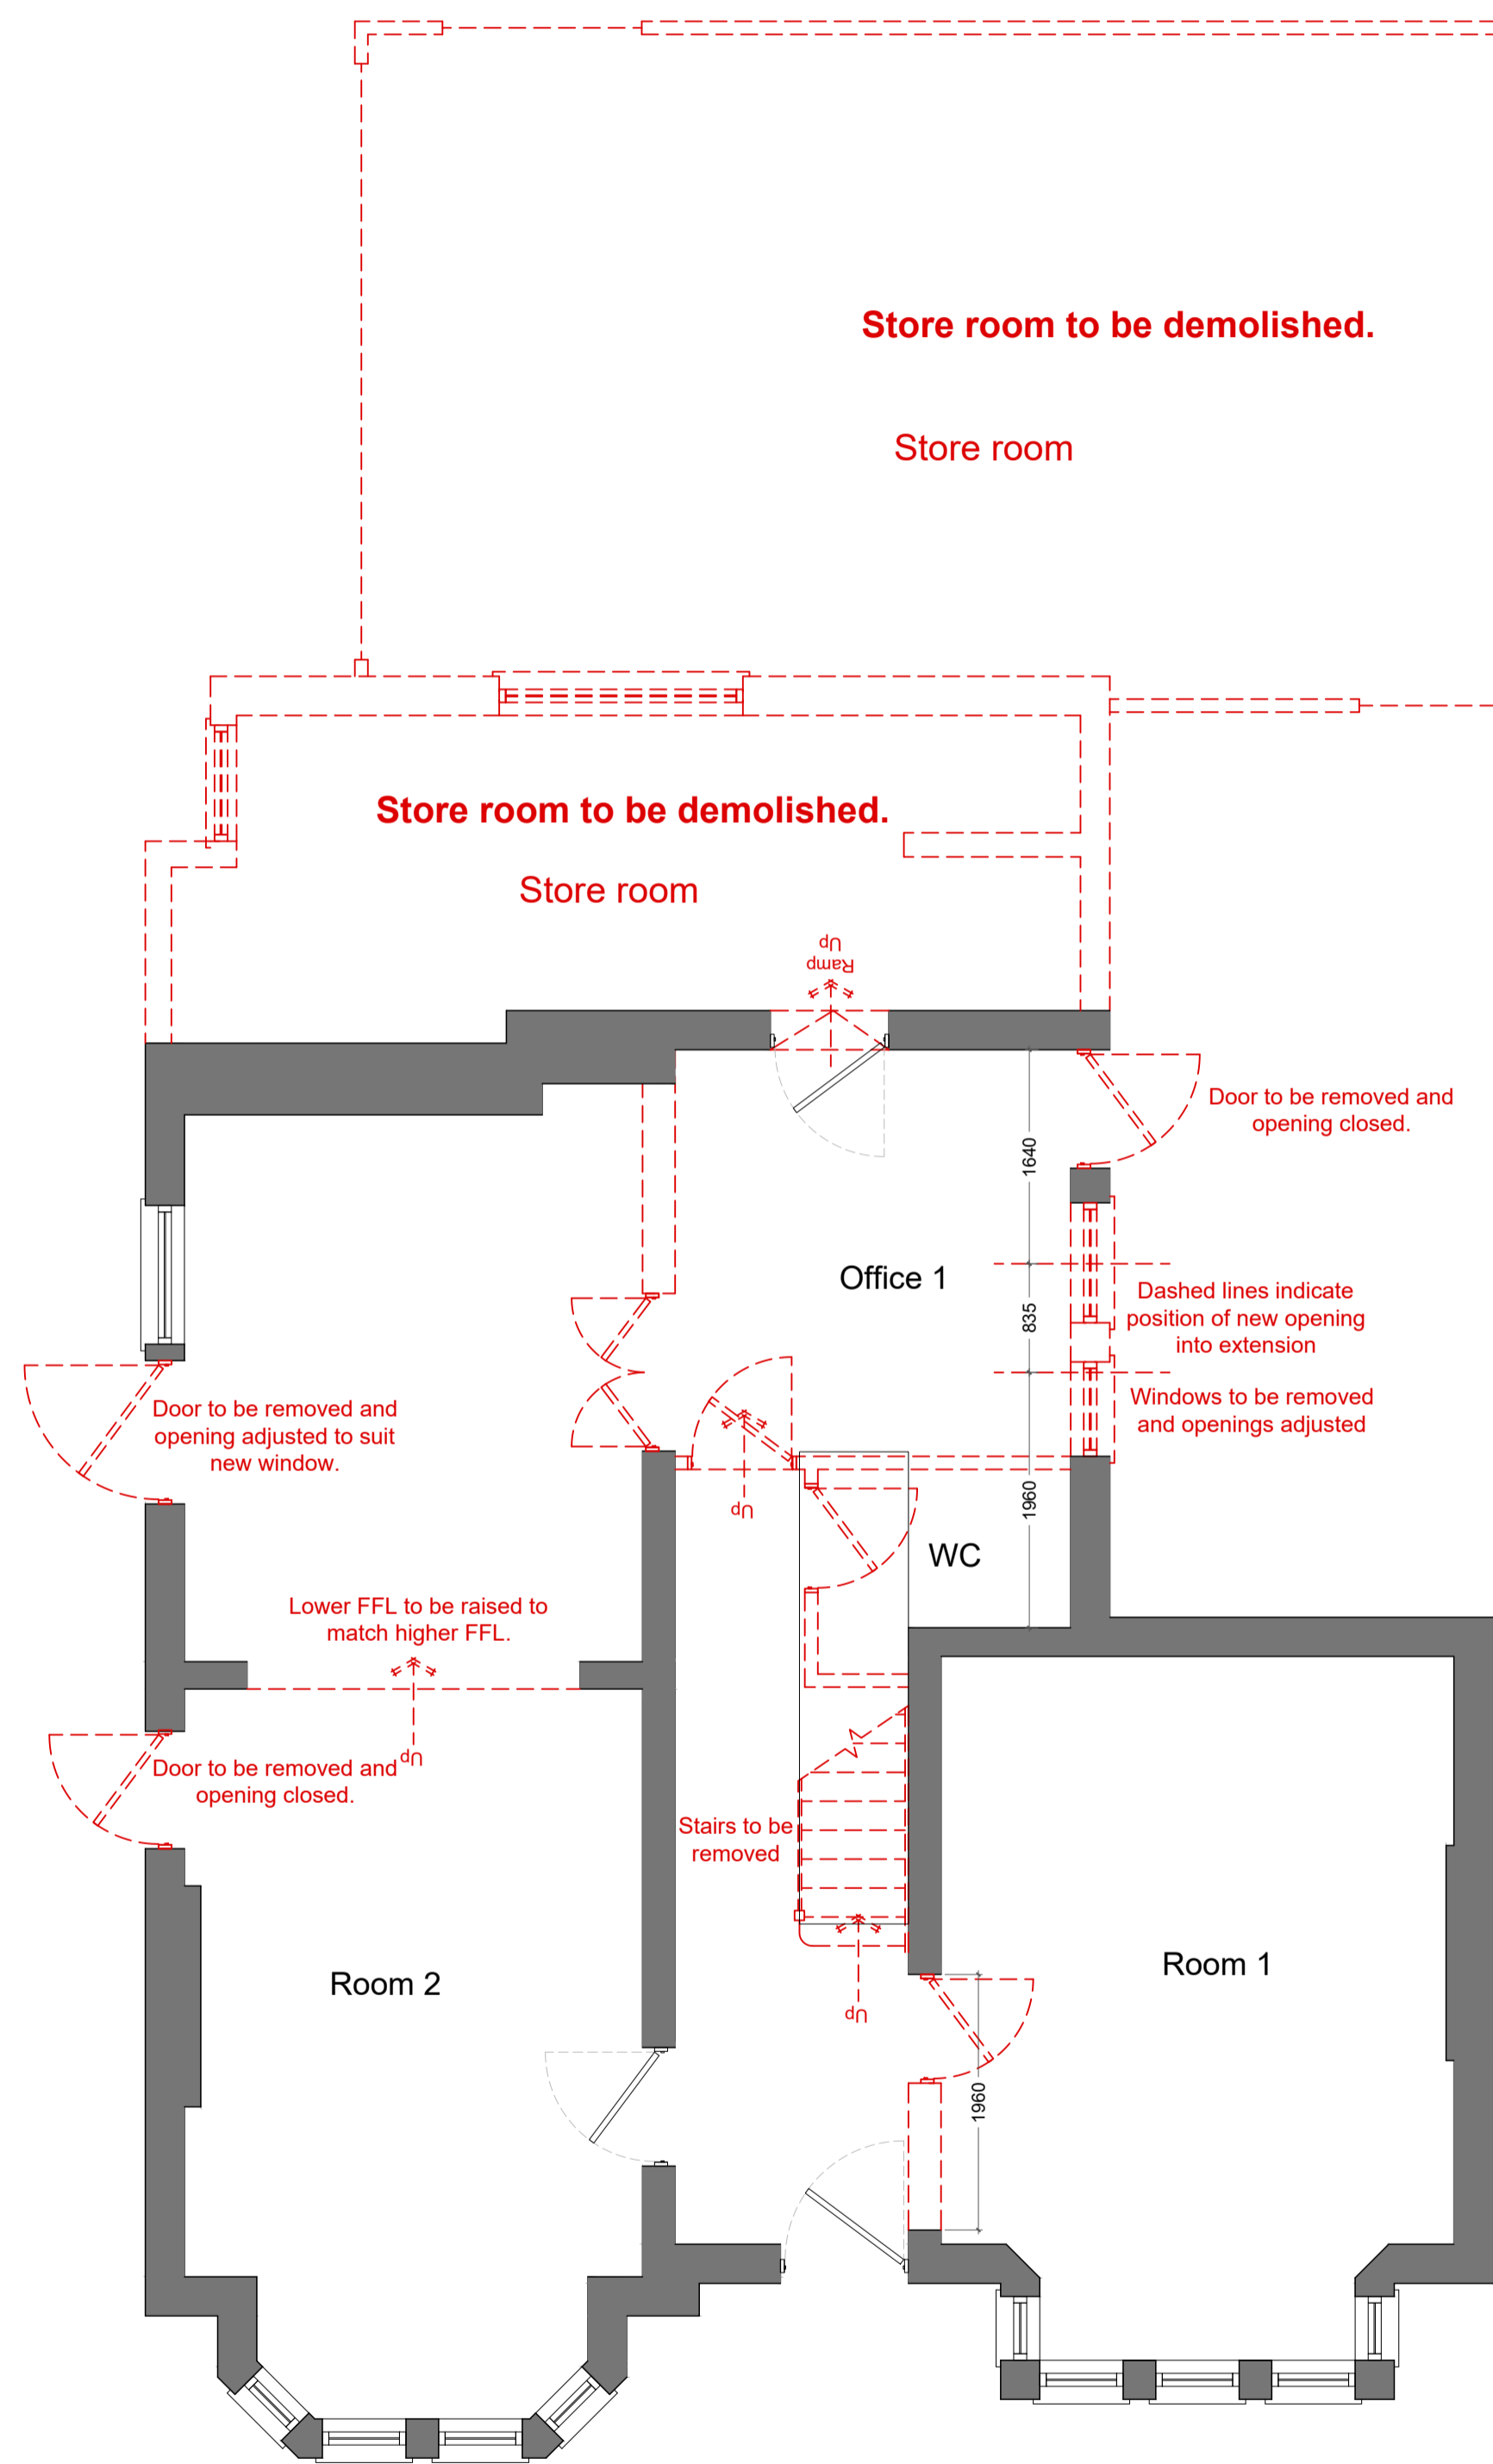 Store room to be demolished.
Store room
Store room to be demolished.
Store room
Up
Ramp
Door to be removed and
opening closed.
1640
Office 1
835
Dashed lines indicate
position of new opening
into extension
Windows to be removed
and openings adjusted
Door to be removed and
opening adjusted to suit
new window.
1960
Up
WC
Lower FFL to be raised to
match higher FFL.
Up
Door to be removed and
opening closed.
Stairs to be
removed
Room 1
Room 2
Up
1960